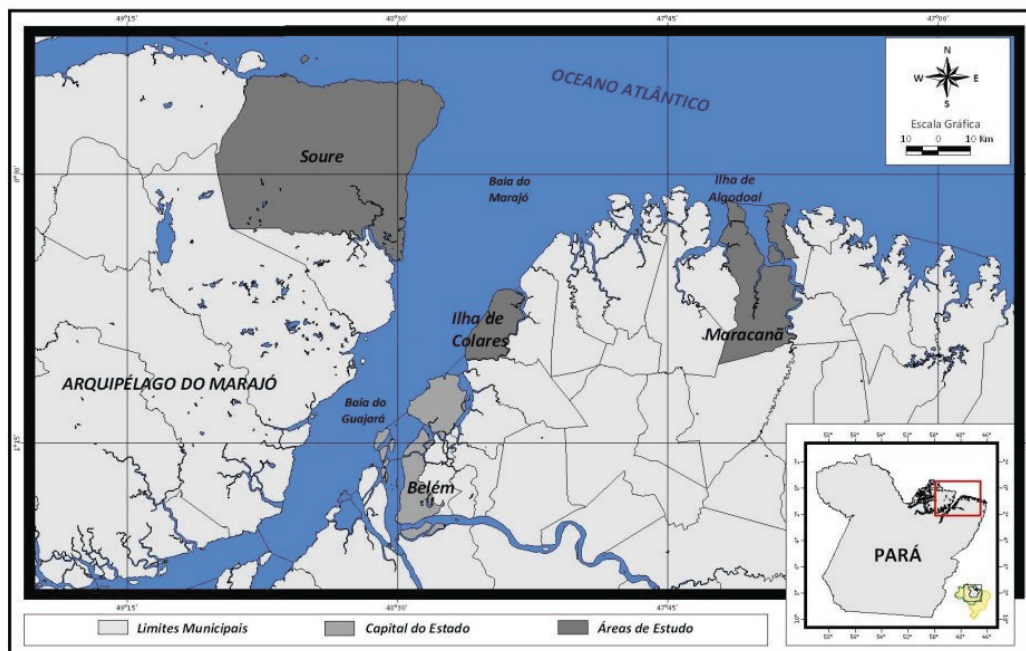 49°15'
48°30'
47°45'
47°00'
OCEANO ATLÂNTICO
N
W E
S
Escala Gráfica
10 0 10 Km
Soure
0°30'
Baia do
Marajó
Ilha de
Algodoal
Ilha de
Colares
Maracanã
ARQUIPÉLAGO DO MARAJÓ
Baia do
Guajará
1°15'
Belém
PARÁ
49°15'
48°30'
47°45'
Limites Municipais
Capital do Estado
Áreas de Estudo